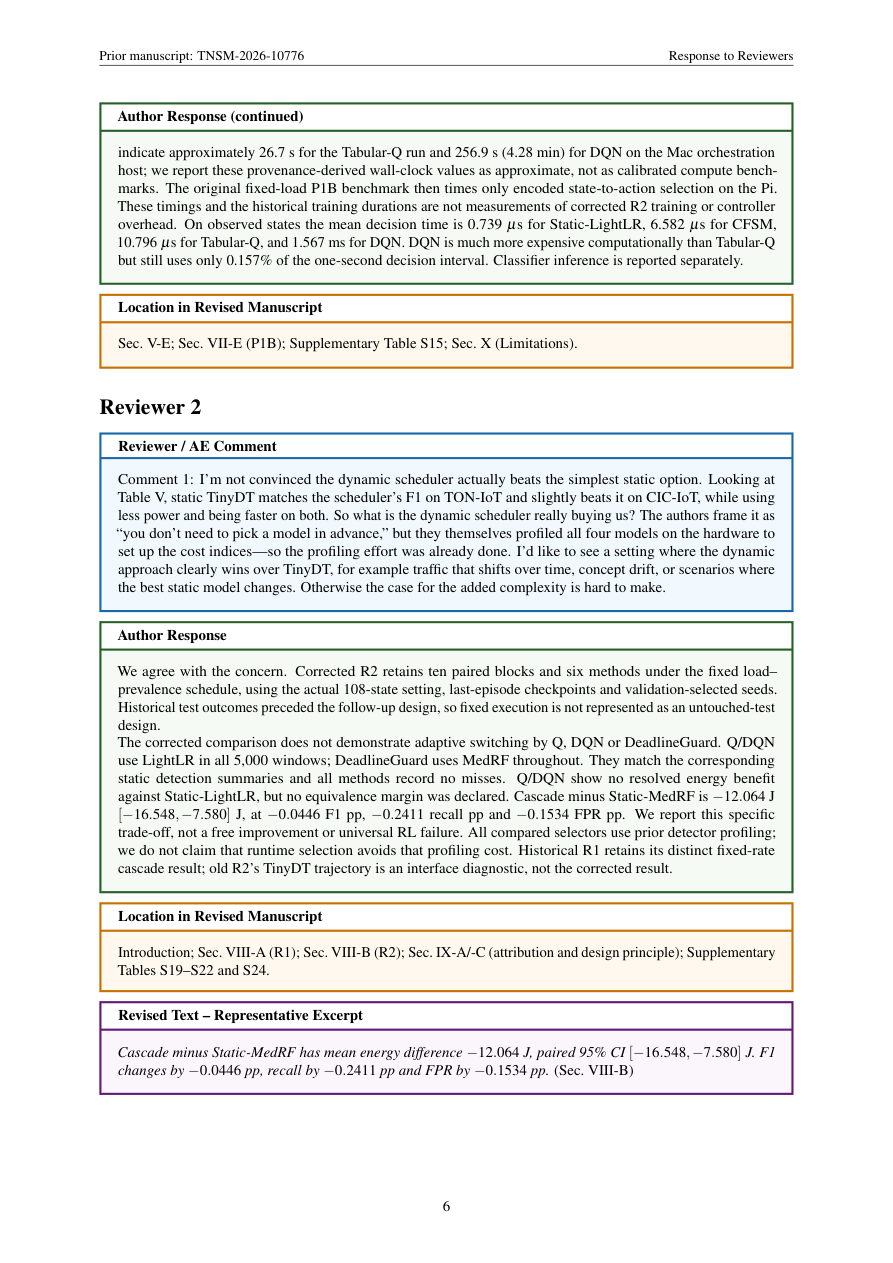 Prior manuscript: TNSM-2026-10776
Response to Reviewers
Author Response (continued)
indicate approximately 26.7 s for the Tabular-Q run and 256.9 s (4.28 min) for DQN on the Mac orchestration
host; we report these provenance-derived wall-clock values as approximate, not as calibrated compute bench-
marks. The original fixed-load P1B benchmark then times only encoded state-to-action selection on the Pi.
These timings and the historical training durations are not measurements of corrected R2 training or controller
overhead. On observed states the mean decision time is 0.739 μs for Static-LightLR, 6.582 μs for CFSM,
10.796 μs for Tabular-Q, and 1.567 ms for DQN. DQN is much more expensive computationally than Tabular-Q
but still uses only 0.157% of the one-second decision interval. Classifier inference is reported separately.
Location in Revised Manuscript
Sec. V-E; Sec. VII-E (P1B); Supplementary Table S15; Sec. X (Limitations).
Reviewer 2
Reviewer / AE Comment
Comment 1: I'm not convinced the dynamic scheduler actually beats the simplest static option. Looking at
Table V, static TinyDT matches the scheduler's F1 on TON-IoT and slightly beats it on CIC-IoT, while using
less power and being faster on both. So what is the dynamic scheduler really buying us? The authors frame it as
“you don't need to pick a model in advance,” but they themselves profiled all four models on the hardware to
set up the cost indices—so the profiling effort was already done. I'd like to see a setting where the dynamic
approach clearly wins over TinyDT, for example traffic that shifts over time, concept drift, or scenarios where
the best static model changes. Otherwise the case for the added complexity is hard to make.
Author Response
We agree with the concern. Corrected R2 retains ten paired blocks and six methods under the fixed load–
prevalence schedule, using the actual 108-state setting, last-episode checkpoints and validation-selected seeds.
Historical test outcomes preceded the follow-up design, so fixed execution is not represented as an untouched-test
design.
The corrected comparison does not demonstrate adaptive switching by Q, DQN or DeadlineGuard. Q/DQN
use LightLR in all 5,000 windows; DeadlineGuard uses MedRF throughout. They match the corresponding
static detection summaries and all methods record no misses. Q/DQN show no resolved energy benefit
against Static-LightLR, but no equivalence margin was declared. Cascade minus Static-MedRF is −12.064 J
[−16.548, −7.580] J, at −0.0446 F1 pp, −0.2411 recall pp and −0.1534 FPR pp. We report this specific
trade-off, not a free improvement or universal RL failure. All compared selectors use prior detector profiling;
we do not claim that runtime selection avoids that profiling cost. Historical R1 retains its distinct fixed-rate
cascade result; old R2's TinyDT trajectory is an interface diagnostic, not the corrected result.
Location in Revised Manuscript
Introduction; Sec. VIII-A (R1); Sec. VIII-B (R2); Sec. IX-A/-C (attribution and design principle); Supplementary
Tables S19–S22 and S24.
Revised Text – Representative Excerpt
Cascade minus Static-MedRF has mean energy difference −12.064 J, paired 95% CI [−16.548, −7.580] J. F1
changes by −0.0446 pp, recall by −0.2411 pp and FPR by −0.1534 pp. (Sec. VIII-B)
6